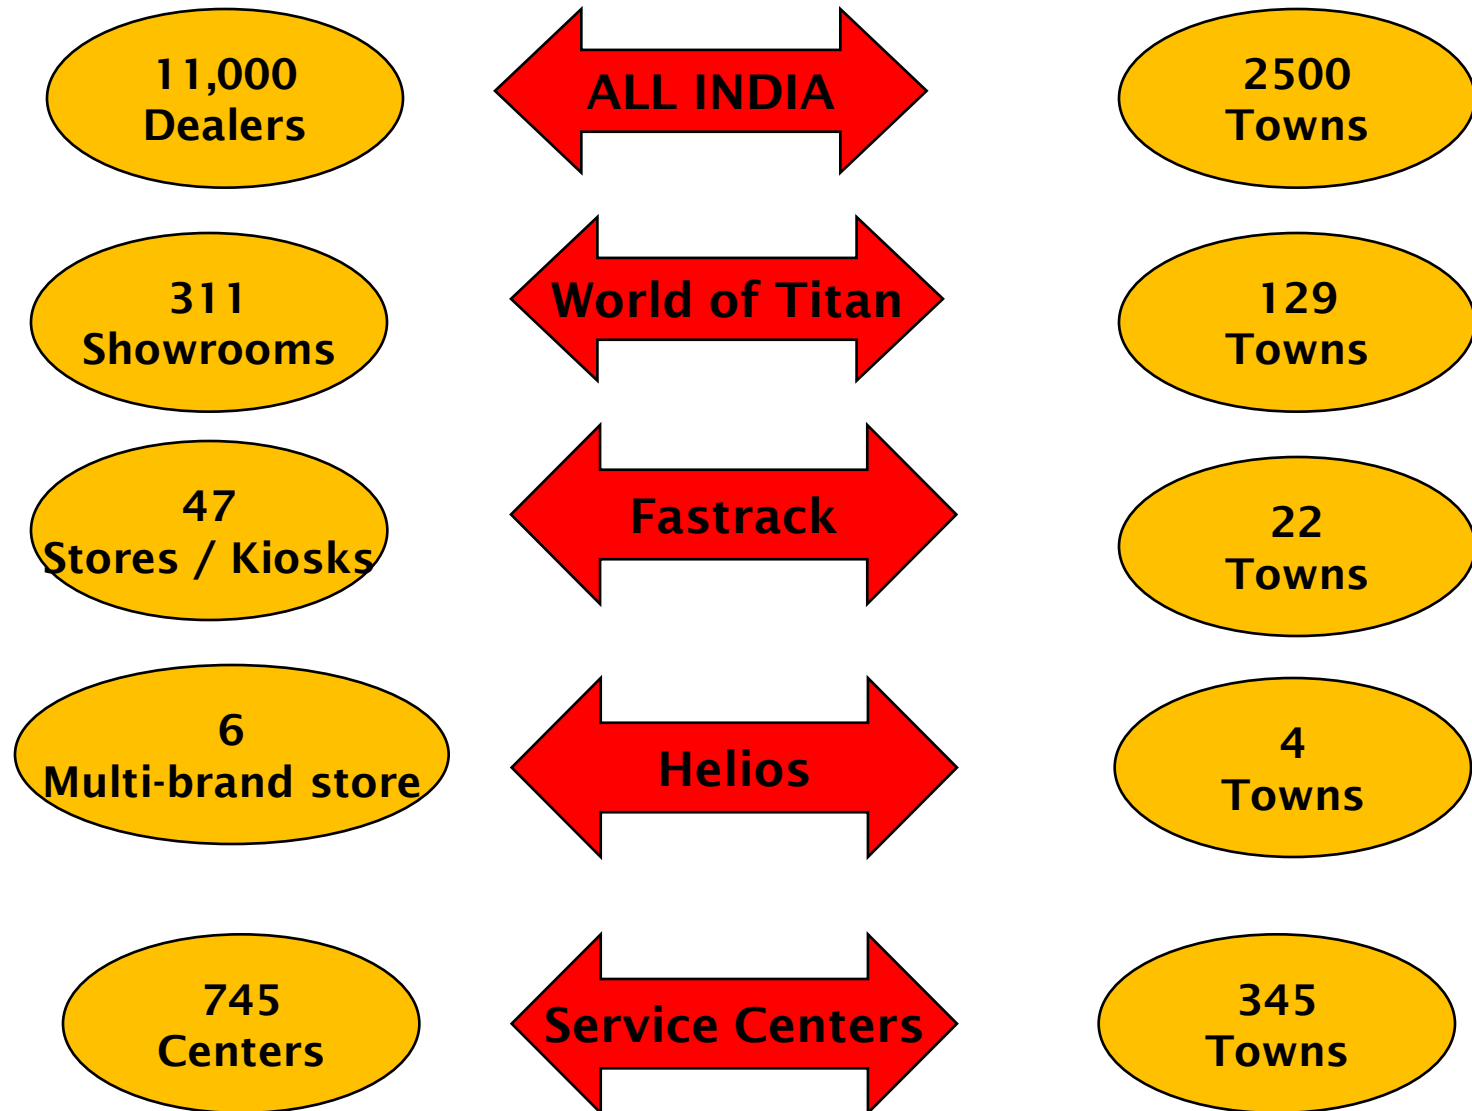 11,000
Dealers
ALL INDIA
2500
Towns
311
Showrooms
World of Titan
129
Towns
47
Stores / Kiosks
Fastrack
22
Towns
6
Multi-brand store
Helios
4
Towns
745
Centers
Service Centers
345
Towns